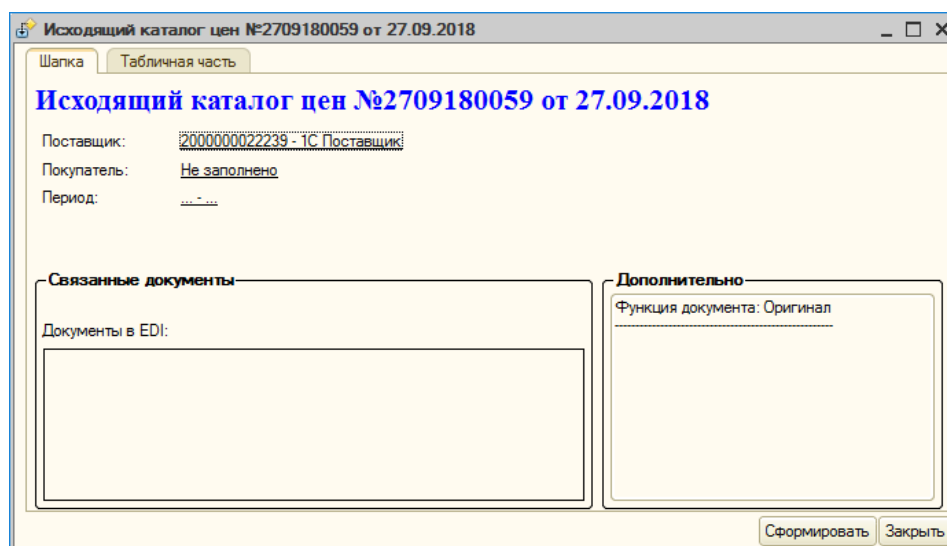 Исходящий каталог цен №2709180059 от 27.09.2018
Шапка Табличная часть
Исходящий каталог цен №2709180059 от 27.09.2018
Поставщик: 2000000022239 - 1С Поставщик
Покупатель: Не заполнено
Период: ... - ...
Связанные документы
Документы в EDI:
Дополнительно
Функция документа: Оригинал
------------------------------------------------------
Сформировать Закрыть